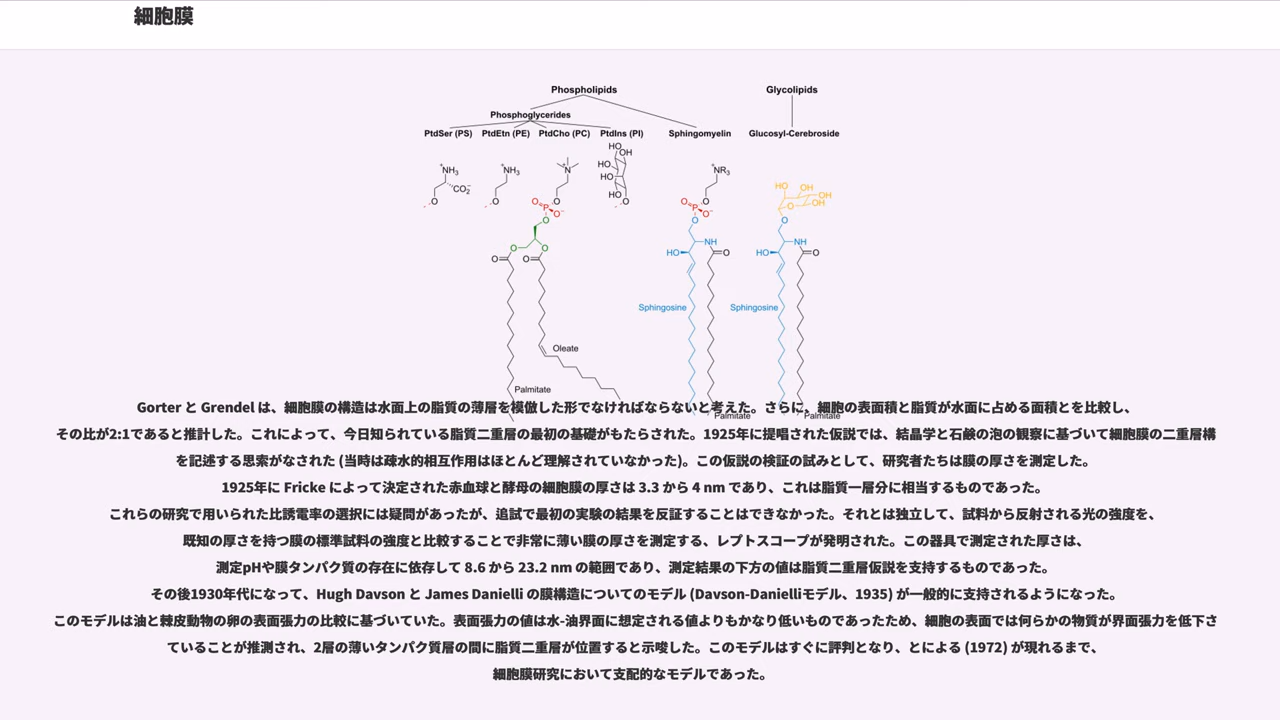 細胞膜
Phospholipids
Glycolipids
Phosphoglycerides
PtdSer (PS) PtdEtn (PE) PtdCho (PC) PtdIns (PI) Sphingomyelin Glucosyl-Cerebroside
HO
OH
+NH3 +NH3 N+ HO +NR3
CO2- HO HO OH
O O O HO O O OH
O P O- O P O- O OH
O O O
O O NH NH
O O HO O HO O
Sphingosine Sphingosine
Oleate
Palmitate
Palmitate Palmitate
Gorter と Grendel は、細胞膜の構造は水面上の脂質の薄層を模倣した形でなければならないと考えた。さらに、細胞の表面積と脂質が水面に占める面積とを比較し、
その比が2:1であると推計した。これによって、今日知られている脂質二重層の最初の基礎がもたらされた。1925年に提唱された仮説では、結晶学と石鹸の泡の観察に基づいて細胞膜の二重層構
を記述する思索がなされた (当時は疎水的相互作用はほとんど理解されていなかった)。この仮説の検証の試みとして、研究者たちは膜の厚さを測定した。
1925年に Fricke によって決定された赤血球と酵母の細胞膜の厚さは 3.3 から 4 nm であり、これは脂質一層分に相当するものであった。
これらの研究で用いられた比誘電率の選択には疑問があったが、追試で最初の実験の結果を反証することはできなかった。それとは独立して、試料から反射される光の強度を、
既知の厚さを持つ膜の標準試料の強度と比較することで非常に薄い膜の厚さを測定する、レプトスコープが発明された。この器具で測定された厚さは、
測定pHや膜タンパク質の存在に依存して 8.6 から 23.2 nm の範囲であり、測定結果の下方の値は脂質二重層仮説を支持するものであった。
その後1930年代になって、Hugh Davson と James Danielli の膜構造についてのモデル (Davson-Danielliモデル、1935) が一般的に支持されるようになった。
このモデルは油と棘皮動物の卵の表面張力の比較に基づいていた。表面張力の値は水-油界面に想定される値よりもかなり低いものであったため、細胞の表面では何らかの物質が界面張力を低下さ
ていることが推測され、2層の薄いタンパク質層の間に脂質二重層が位置すると示唆した。このモデルはすぐに評判となり、とによる (1972) が現れるまで、
細胞膜研究において支配的なモデルであった。